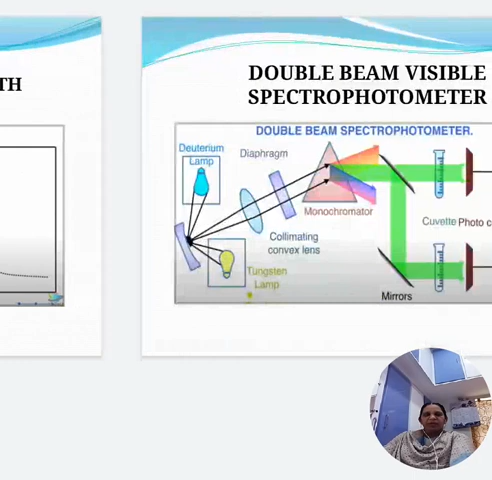 TH
DOUBLE BEAM VISIBLE
SPECTROPHOTOMETER
DOUBLE BEAM SPECTROPHOTOMETER.
Deuterium
Lamp
Diaphragm
Monochromator
Collimating
convex lens
Tungsten
Lamp
Cuvette Photo c
Mirrors